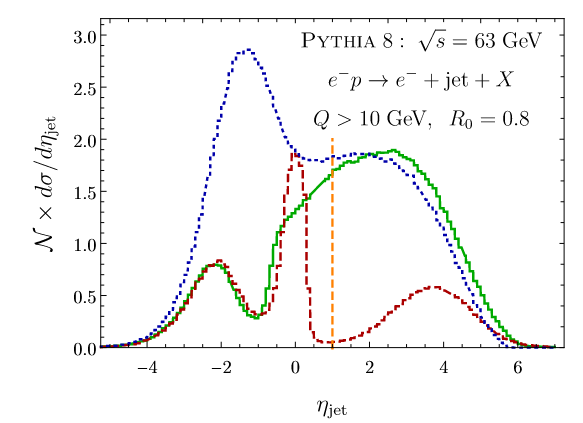 PYTHIA 8 : √s = 63 GeV
e⁻p → e⁻ + jet + X
Q > 10 GeV, R₀ = 0.8
𝒩 × dσ/dη_jet
3.0
2.5
2.0
1.5
1.0
0.5
0.0
−4 −2 0 2 4 6
η_jet